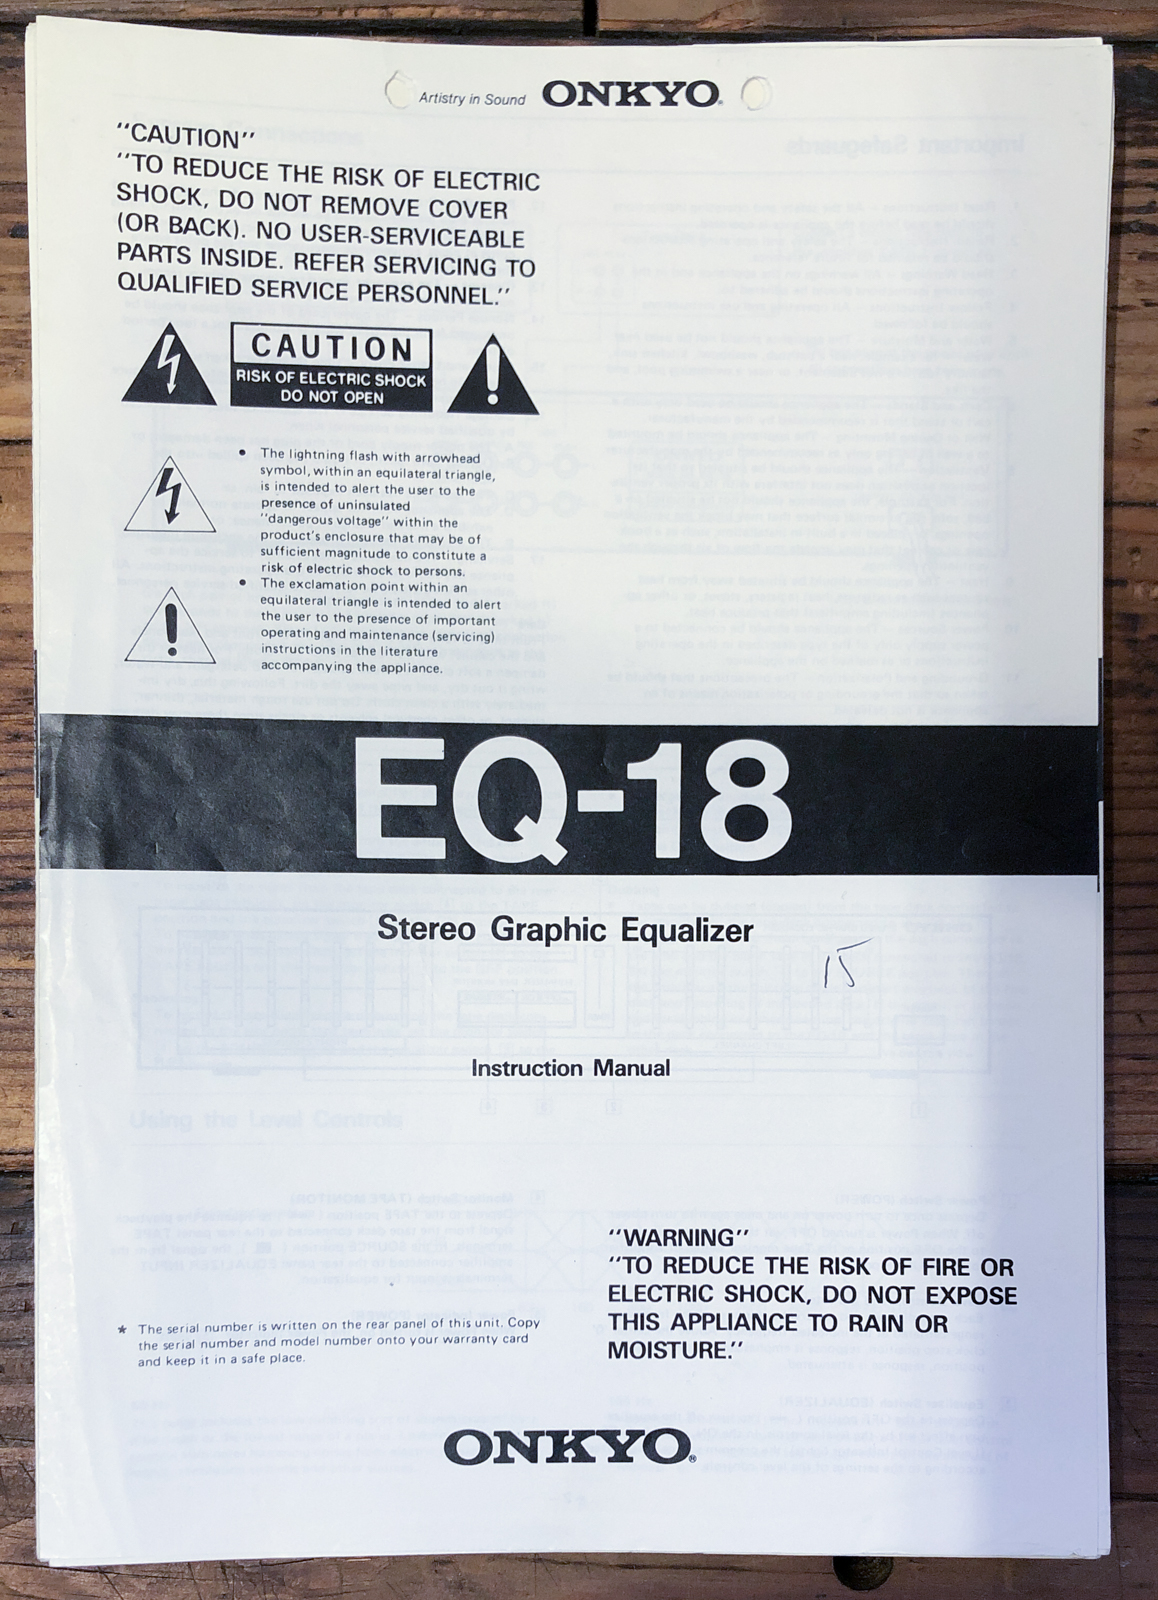 Artistry in Sound ONKYO®
"CAUTION"
"TO REDUCE THE RISK OF ELECTRIC
SHOCK, DO NOT REMOVE COVER
(OR BACK). NO USER-SERVICEABLE
PARTS INSIDE. REFER SERVICING TO
QUALIFIED SERVICE PERSONNEL."
CAUTION
RISK OF ELECTRIC SHOCK
DO NOT OPEN
• The lightning flash with arrowhead
symbol, within an equilateral triangle,
is intended to alert the user to the
presence of uninsulated
"dangerous voltage" within the
product's enclosure that may be of
sufficient magnitude to constitute a
risk of electric shock to persons.
• The exclamation point within an
equilateral triangle is intended to alert
the user to the presence of important
operating and maintenance (servicing)
instructions in the literature
accompanying the appliance.
EQ-18
Stereo Graphic Equalizer
15
Instruction Manual
"WARNING"
"TO REDUCE THE RISK OF FIRE OR
ELECTRIC SHOCK, DO NOT EXPOSE
THIS APPLIANCE TO RAIN OR
MOISTURE."
* The serial number is written on the rear panel of this unit. Copy
the serial number and model number onto your warranty card
and keep it in a safe place.
ONKYO®